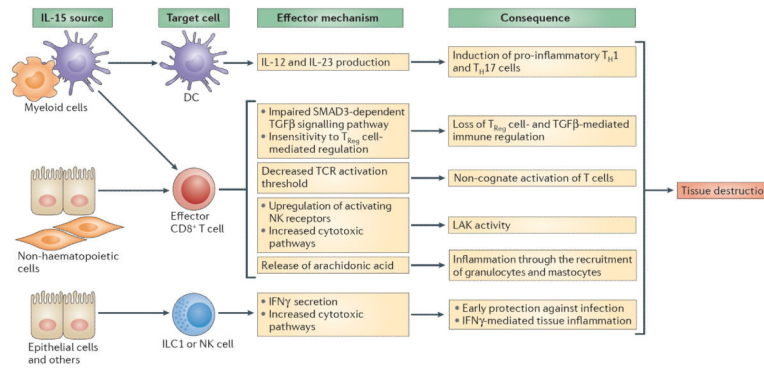 IL-15 source
Target cell
Effector mechanism
Consequence
Myeloid cells
DC
IL-12 and IL-23 production
Induction of pro-inflammatory TH1
and TH17 cells
• Impaired SMAD3-dependent
TGFβ signalling pathway
• Insensitivity to TReg cell-
mediated regulation
Loss of TReg cell- and TGFβ-mediated
immune regulation
Decreased TCR activation
threshold
Non-cognate activation of T cells
Effector
CD8+ T cell
• Upregulation of activating
NK receptors
• Increased cytotoxic
pathways
LAK activity
Non-haematopoietic
cells
Release of arachidonic acid
Inflammation through the recruitment
of granulocytes and mastocytes
Tissue destructio
Epithelial cells
and others
ILC1 or NK cell
• IFNγ secretion
• Increased cytotoxic
pathways
• Early protection against infection
• IFNγ-mediated tissue inflammation